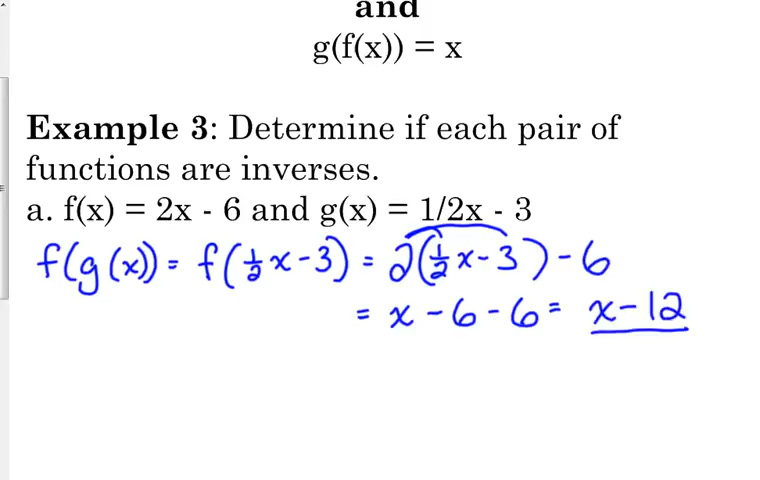 and
g(f(x)) = x
Example 3: Determine if each pair of
functions are inverses.
a. f(x) = 2x - 6 and g(x) = 1/2x - 3
f(g(x)) = f(½x - 3) = 2(½x - 3) - 6
= x - 6 - 6 = x - 12